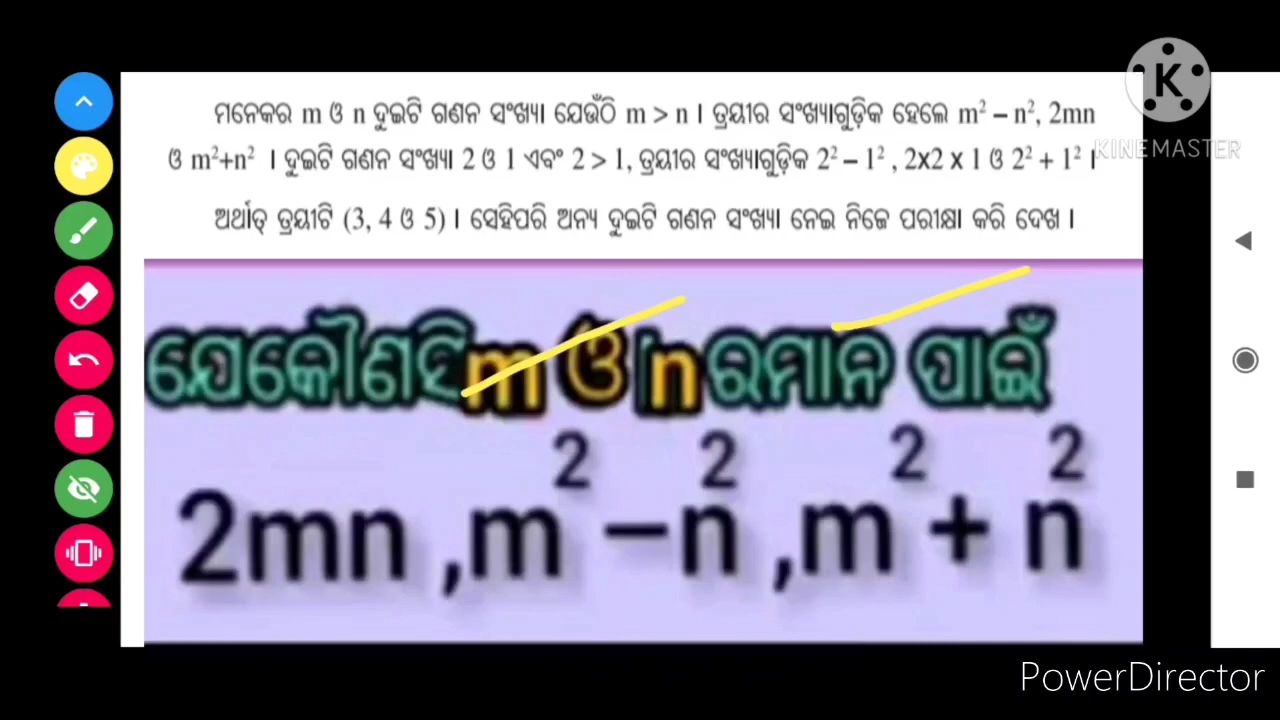 ମନେକର m ଓ n ଦୁଇଟି ଗଣନ ସଂଖ୍ୟା ଯେଉଁଠି m > n । ତ୍ରୟୀର ସଂଖ୍ୟାଗୁଡ଼ିକ ହେଲେ m² – n², 2mn
ଓ m²+n² । ଦୁଇଟି ଗଣନ ସଂଖ୍ୟା 2 ଓ 1 ଏବଂ 2 > 1, ତ୍ରୟୀର ସଂଖ୍ୟାଗୁଡ଼ିକ 2² – 1² , 2x2 x 1 ଓ 2² + 1² ।
ଅର୍ଥାତ୍ ତ୍ରୟୀଟି (3, 4 ଓ 5) । ସେହିପରି ଅନ୍ୟ ଦୁଇଟି ଗଣନ ସଂଖ୍ୟା ନେଇ ନିଜେ ପରୀକ୍ଷା କରି ଦେଖ ।
ଯେକୌଣସି m ଓ n ର ମାନ ପାଇଁ
2mn ,m² –n² ,m² + n²
K
KINEMASTER
PowerDirector